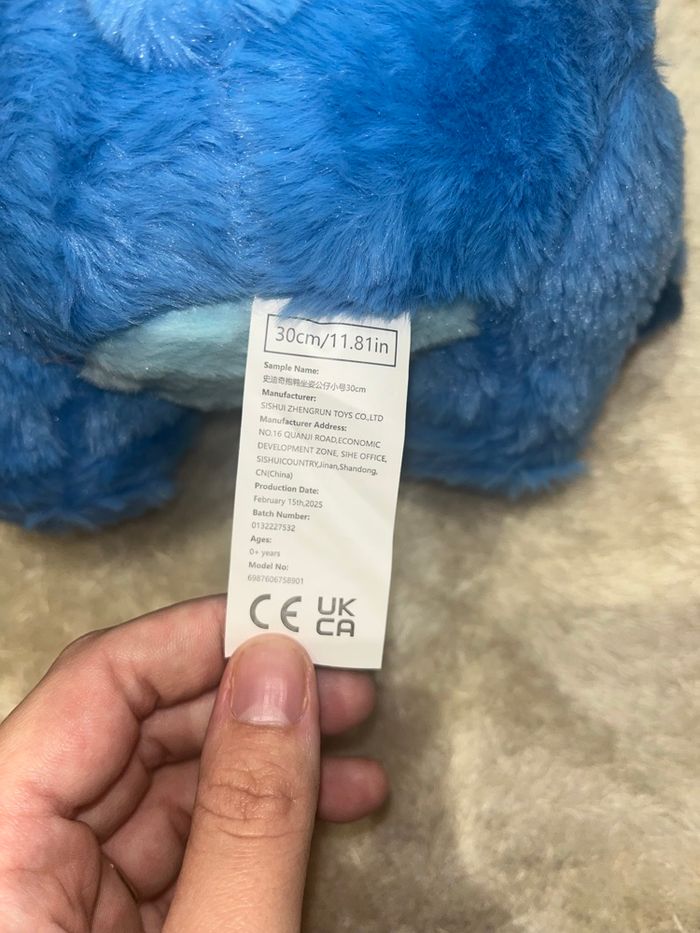 30cm/11.81in
Sample Name:
史迪奇抱鸭坐姿公仔小号30cm
Manufacturer:
SISHUI ZHENGRUN TOYS CO.,LTD
Manufacturer Address:
NO.16 QUANJI ROAD,ECONOMIC
DEVELOPMENT ZONE, SIHE OFFICE,
SISHUICOUNTRY,Jinan,Shandong,
CN(China)
Production Date:
February 15th,2025
Batch Number:
0132227532
Ages:
0+ years
Model No:
6987606758901
CE UK
CA